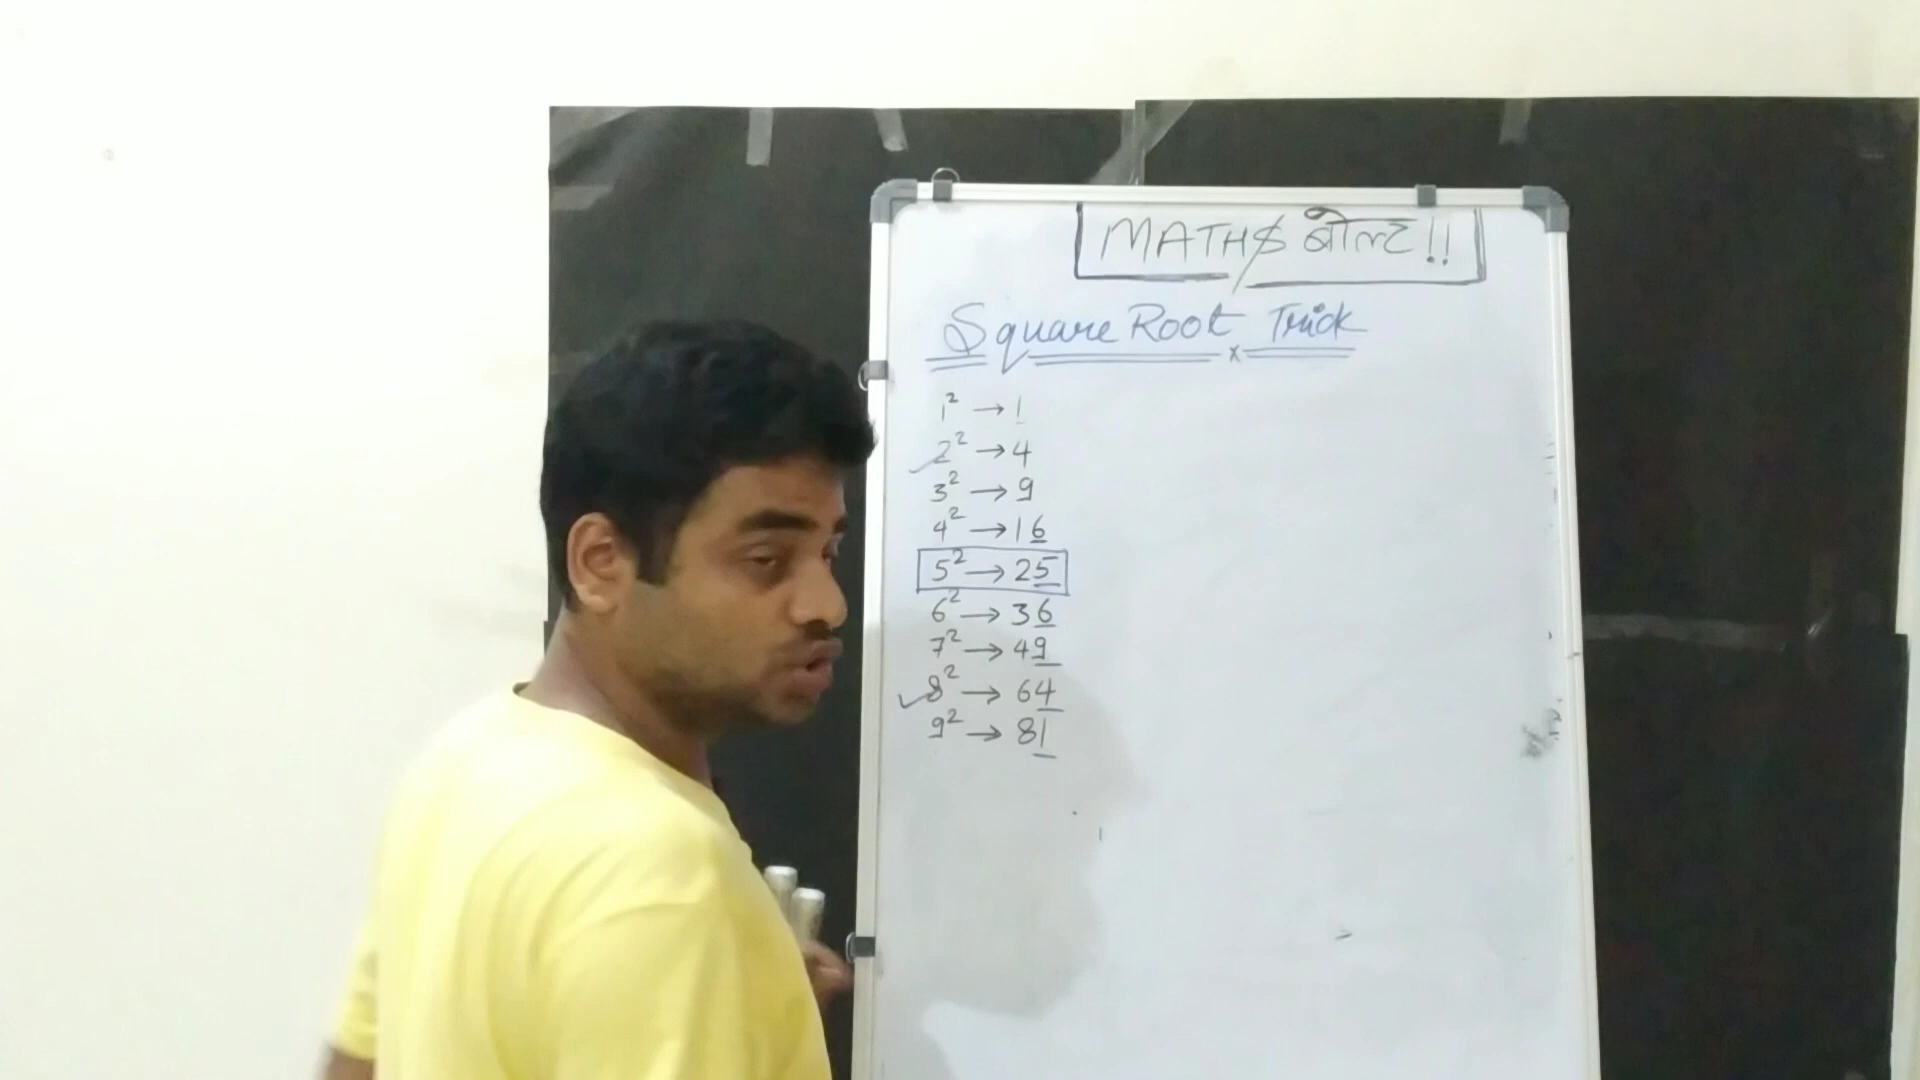 MATHS बोल्ट !!
Square Root Trick
1² → 1
2² → 4
3² → 9
4² → 16
5² → 25
6² → 36
7² → 49
8² → 64
9² → 81